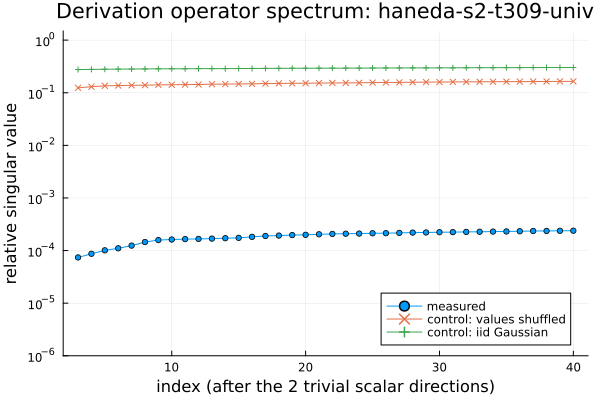 Derivation operator spectrum: haneda-s2-t309-univ
relative singular value
10⁰
10⁻¹
10⁻²
10⁻³
10⁻⁴
10⁻⁵
10⁻⁶
measured
control: values shuffled
control: iid Gaussian
10
20
30
40
index (after the 2 trivial scalar directions)